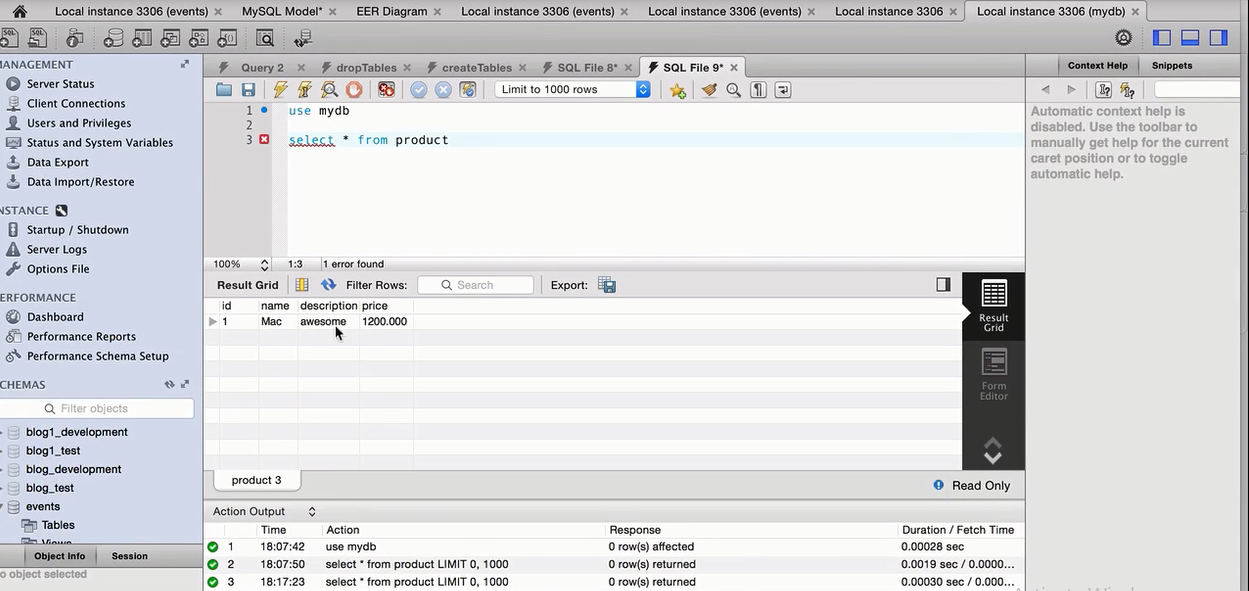 Local instance 3306 (events) MySQL Model* EER Diagram Local instance 3306 (events) Local instance 3306 (events) Local instance 3306 Local instance 3306 (mydb)
MANAGEMENT
Server Status
Client Connections
Users and Privileges
Status and System Variables
Data Export
Data Import/Restore
NSTANCE
Startup / Shutdown
Server Logs
Options File
ERFORMANCE
Dashboard
Performance Reports
Performance Schema Setup
CHEMAS
Filter objects
blog1_development
blog1_test
blog_development
blog_test
events
Tables
Views
Object Info Session
o object selected
Query 2 dropTables createTables SQL File 8* SQL File 9*
Limit to 1000 rows
1 use mydb
2
3 select * from product
100% 1:3 1 error found
Result Grid Filter Rows: Search Export:
id name description price
1 Mac awesome 1200.000
Result
Grid
Form
Editor
product 3
Read Only
Action Output
Time Action Response Duration / Fetch Time
1 18:07:42 use mydb 0 row(s) affected 0.00028 sec
2 18:07:50 select * from product LIMIT 0, 1000 0 row(s) returned 0.0019 sec / 0.0000...
3 18:17:23 select * from product LIMIT 0, 1000 0 row(s) returned 0.00030 sec / 0.000...
Context Help Snippets
Automatic context help is
disabled. Use the toolbar to
manually get help for the current
caret position or to toggle
automatic help.